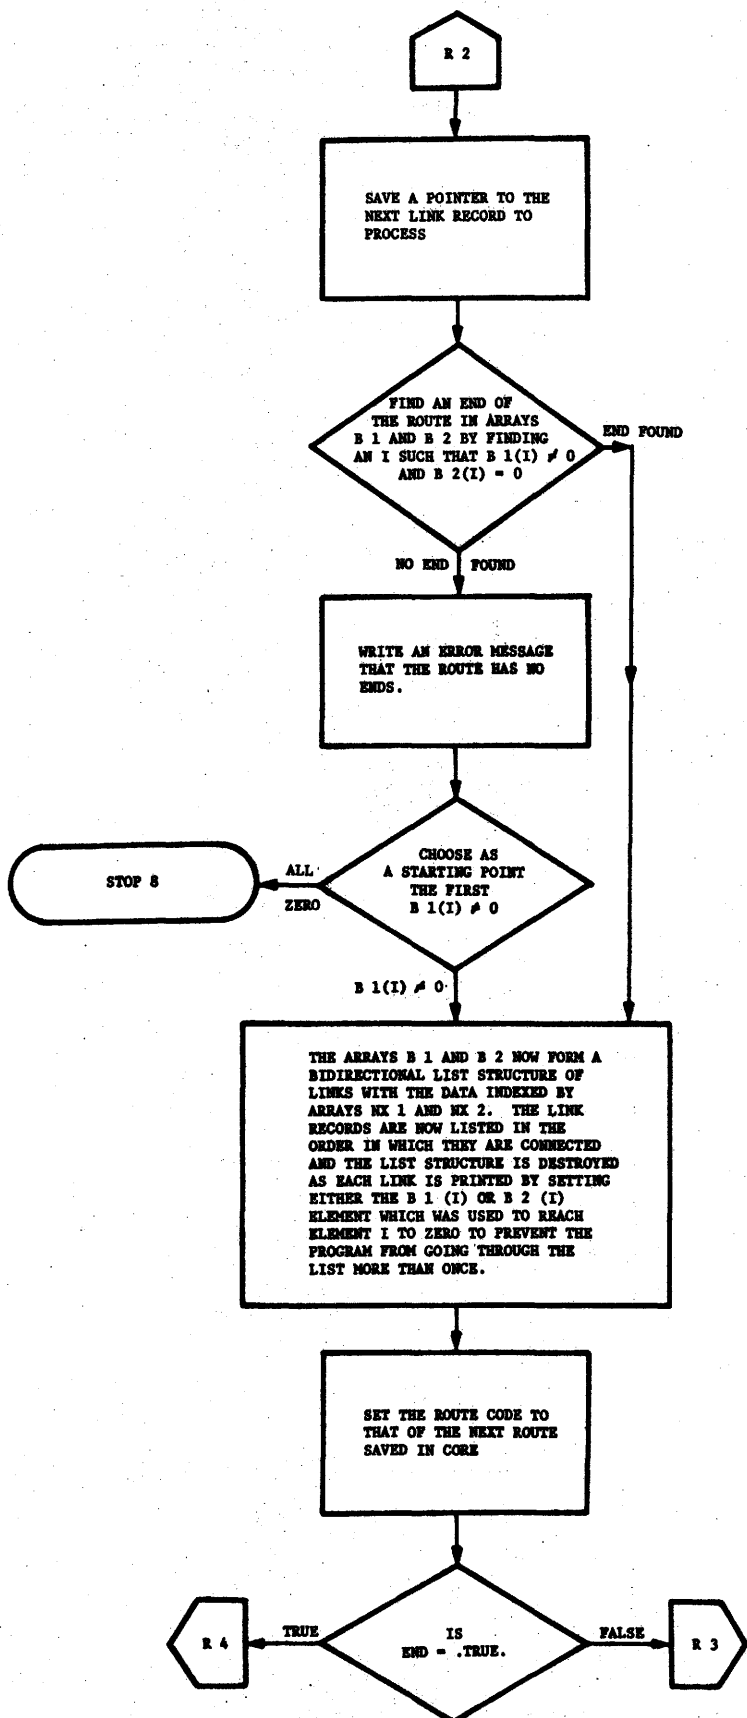 R 2
SAVE A POINTER TO THE
NEXT LINK RECORD TO
PROCESS
FIND AN END OF
THE ROUTE IN ARRAYS
B 1 AND B 2 BY FINDING
AN I SUCH THAT B 1(I) ≠ 0
AND B 2(I) = 0
END FOUND
NO END FOUND
WRITE AN ERROR MESSAGE
THAT THE ROUTE HAS NO
ENDS.
CHOOSE AS
A STARTING POINT
THE FIRST
B 1(I) ≠ 0
ALL
ZERO
STOP 8
B 1(I) ≠ 0
THE ARRAYS B 1 AND B 2 NOW FORM A
BIDIRECTIONAL LIST STRUCTURE OF
LINKS WITH THE DATA INDEXED BY
ARRAYS NX 1 AND NX 2. THE LINK
RECORDS ARE NOW LISTED IN THE
ORDER IN WHICH THEY ARE CONNECTED
AND THE LIST STRUCTURE IS DESTROYED
AS EACH LINK IS PRINTED BY SETTING
EITHER THE B 1 (I) OR B 2 (I)
ELEMENT WHICH WAS USED TO REACH
ELEMENT I TO ZERO TO PREVENT THE
PROGRAM FROM GOING THROUGH THE
LIST MORE THAN ONCE.
SET THE ROUTE CODE TO
THAT OF THE NEXT ROUTE
SAVED IN CORE
IS
END = .TRUE.
TRUE
R 4
FALSE
R 3